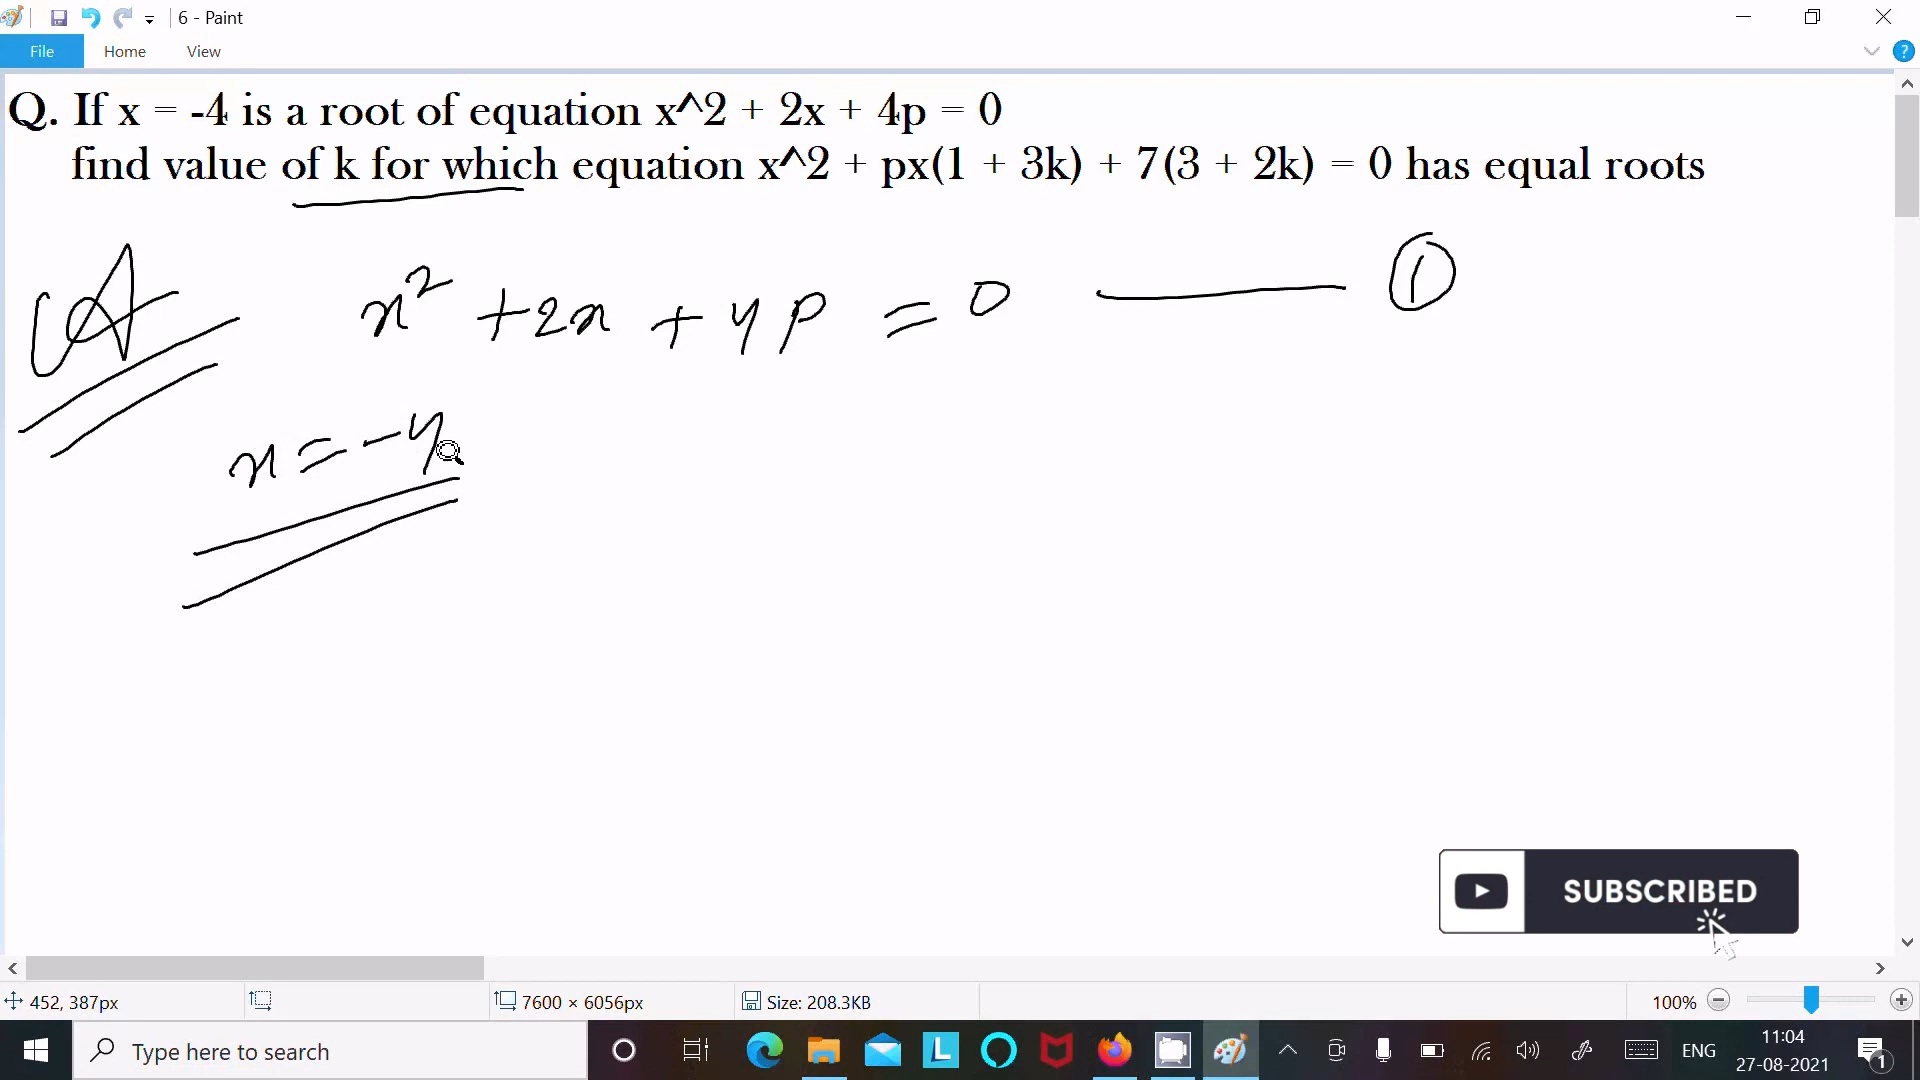 6 - Paint
File Home View
Q. If x = -4 is a root of equation x^2 + 2x + 4p = 0
find value of k for which equation x^2 + px(1 + 3k) + 7(3 + 2k) = 0 has equal roots
A x² + 2x + 4p = 0 ——— ①
x = -4
SUBSCRIBED
452, 387px 7600 × 6056px Size: 208.3KB 100%
Type here to search L ENG 11:04
27-08-2021 1